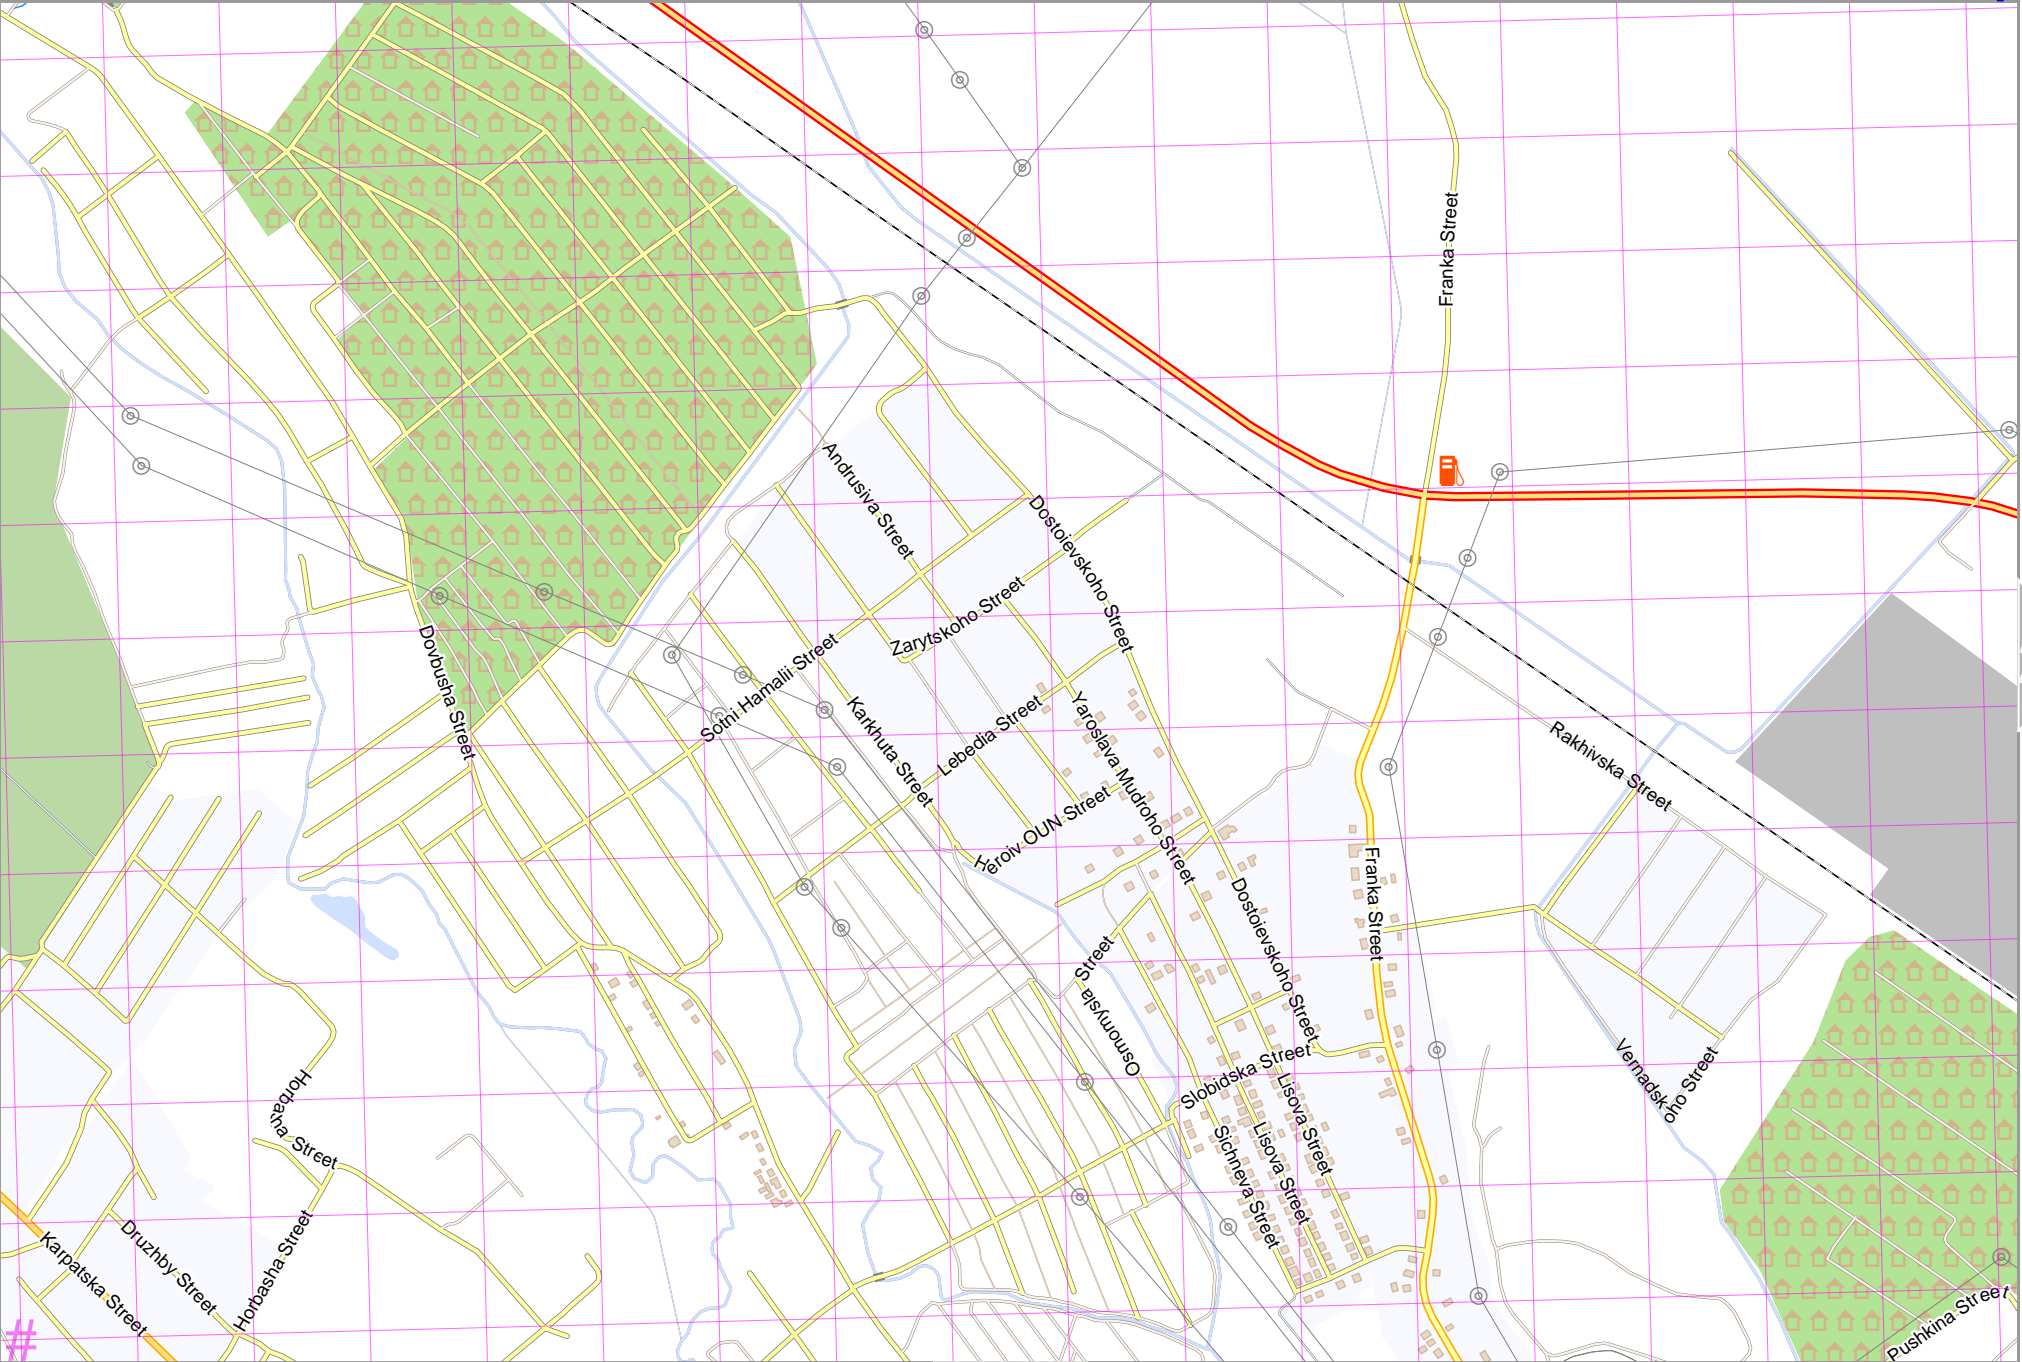 Franka Street
Andrusiva Street
Dostoievskoho Street
Zarytskoho Street
Sotni Hamalii Street
Dovbusha Street
Karkhuta Street
Lebedia Street
Yaroslava Mudroho Street
Heroiv OUN Street
Rakhivska Street
Franka Street
Dostoievskoho Street
Osmomysla Street
Slobidska Street
Vernadskoho Street
Lisova Street
Lisova Street
Sichneva Street
Horbasha Street
Horbasha Street
Druzhby Street
Karpatska Street
Pushkina Street
#